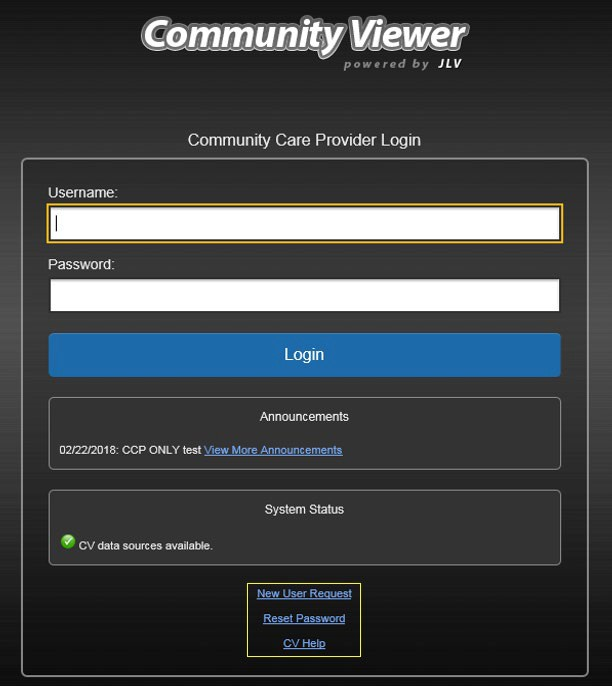 Community Viewer
powered by JLV
Community Care Provider Login
Username:
Password:
Login
Announcements
02/22/2018: CCP ONLY test View More Announcements
System Status
CV data sources available.
New User Request
Reset Password
CV Help